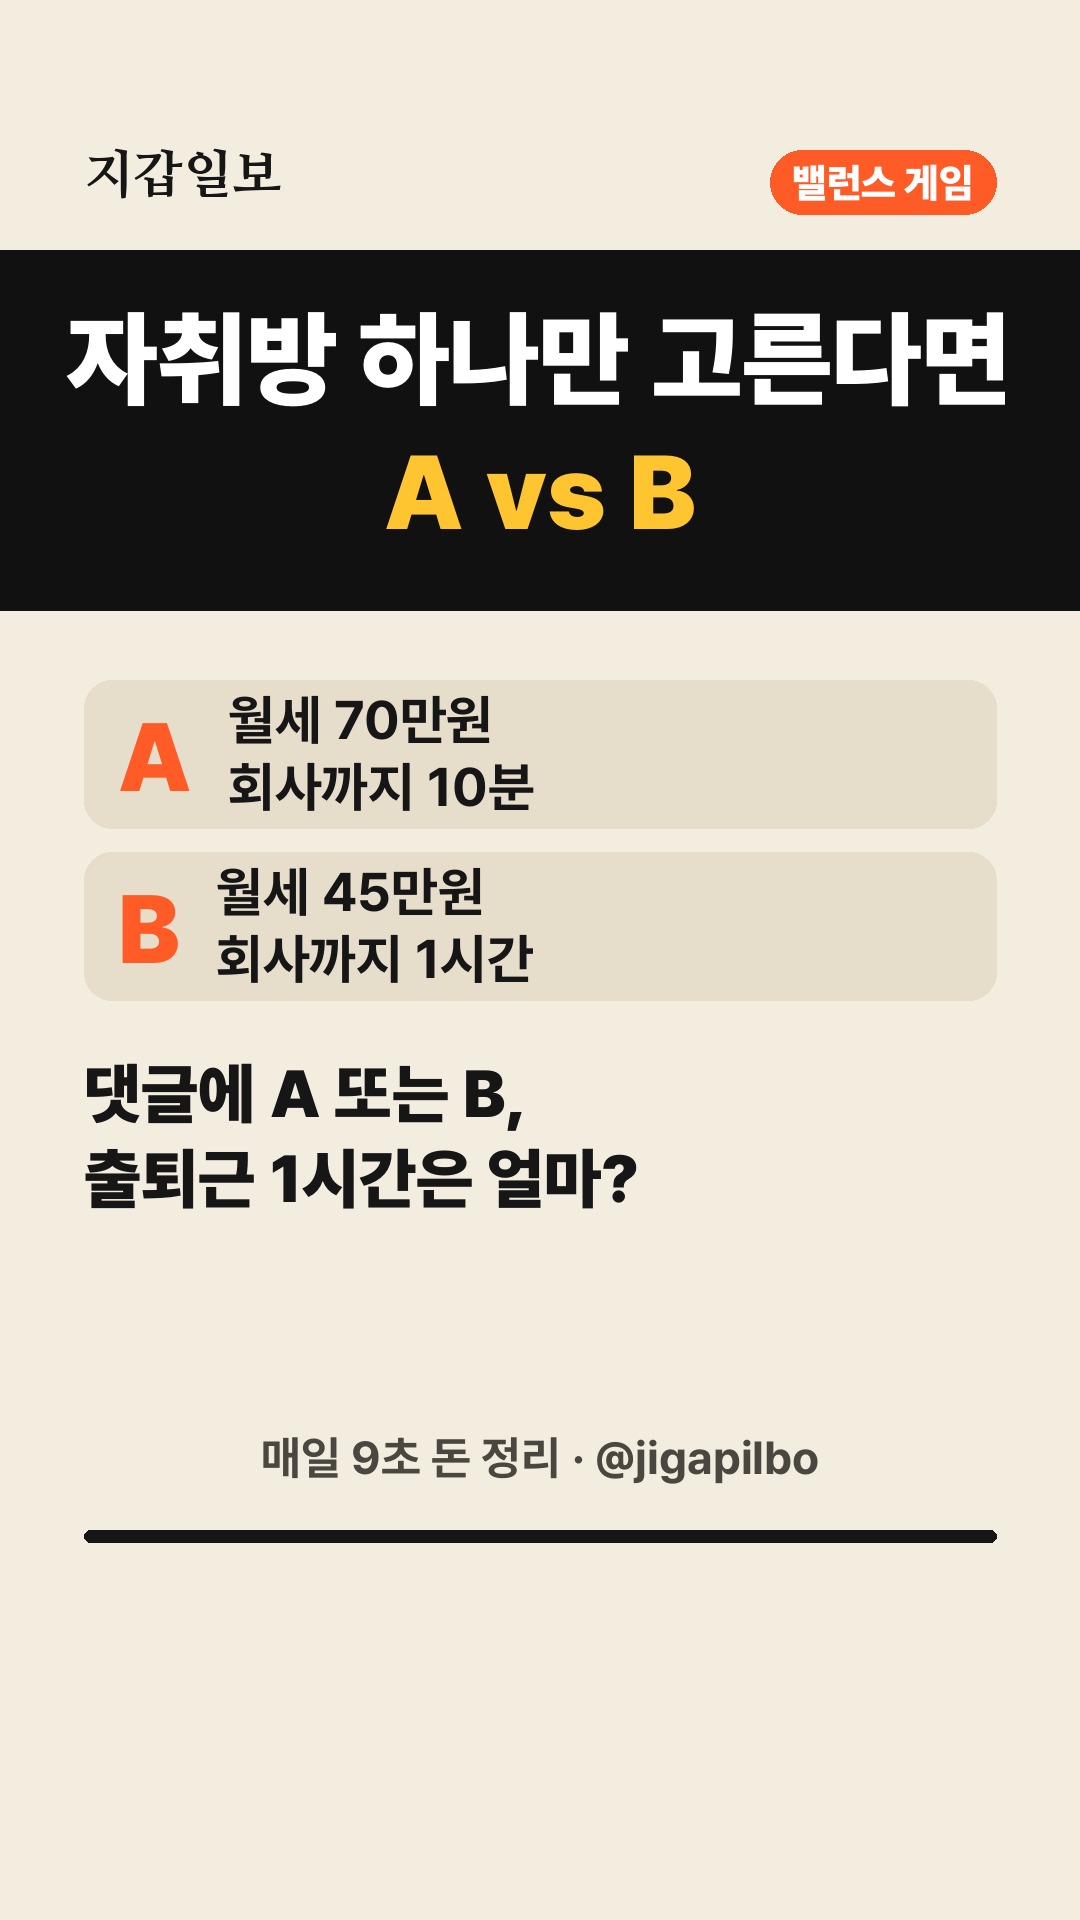 지갑일보
밸런스 게임
자취방 하나만 고른다면
A vs B
A
월세 70만원
회사까지 10분
B
월세 45만원
회사까지 1시간
댓글에 A 또는 B,
출퇴근 1시간은 얼마?
매일 9초 돈 정리 · @jigapilbo